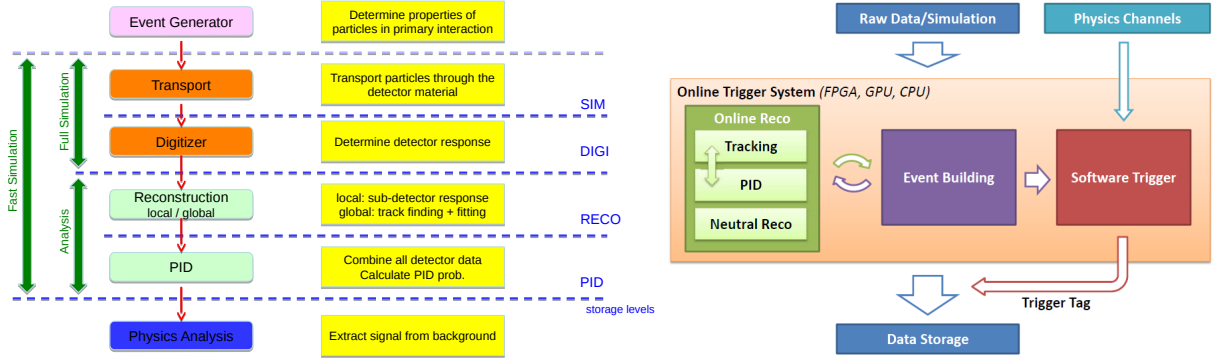 Event Generator
Determine properties of
particles in primary interaction
Fast Simulation
Full Simulation
Transport
Transport particles through the
detector material
SIM
Digitizer
Determine detector response
DIGI
Analysis
Reconstruction
local / global
local: sub-detector response
global: track finding + fitting
RECO
PID
Combine all detector data
Calculate PID prob.
PID
storage levels
Physics Analysis
Extract signal from background
Raw Data/Simulation
Physics Channels
Online Trigger System (FPGA, GPU, CPU)
Online Reco
Tracking
PID
Neutral Reco
Event Building
Software Trigger
Trigger Tag
Data Storage